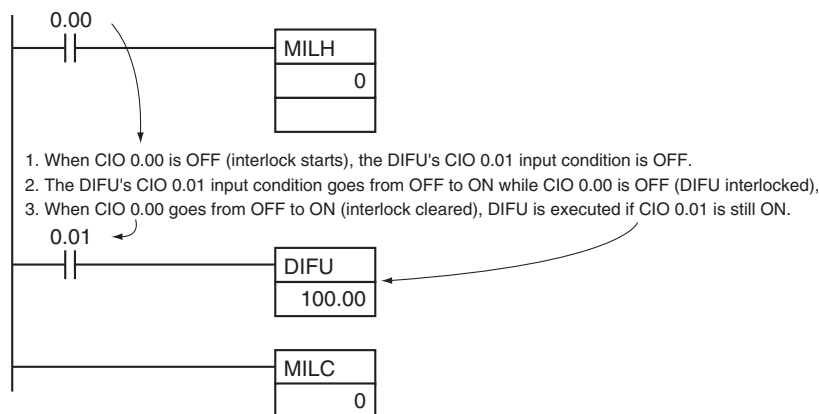 0.00
MILH
0
1. When CIO 0.00 is OFF (interlock starts), the DIFU's CIO 0.01 input condition is OFF.
2. The DIFU's CIO 0.01 input condition goes from OFF to ON while CIO 0.00 is OFF (DIFU interlocked),
3. When CIO 0.00 goes from OFF to ON (interlock cleared), DIFU is executed if CIO 0.01 is still ON.
0.01
DIFU
100.00
MILC
0